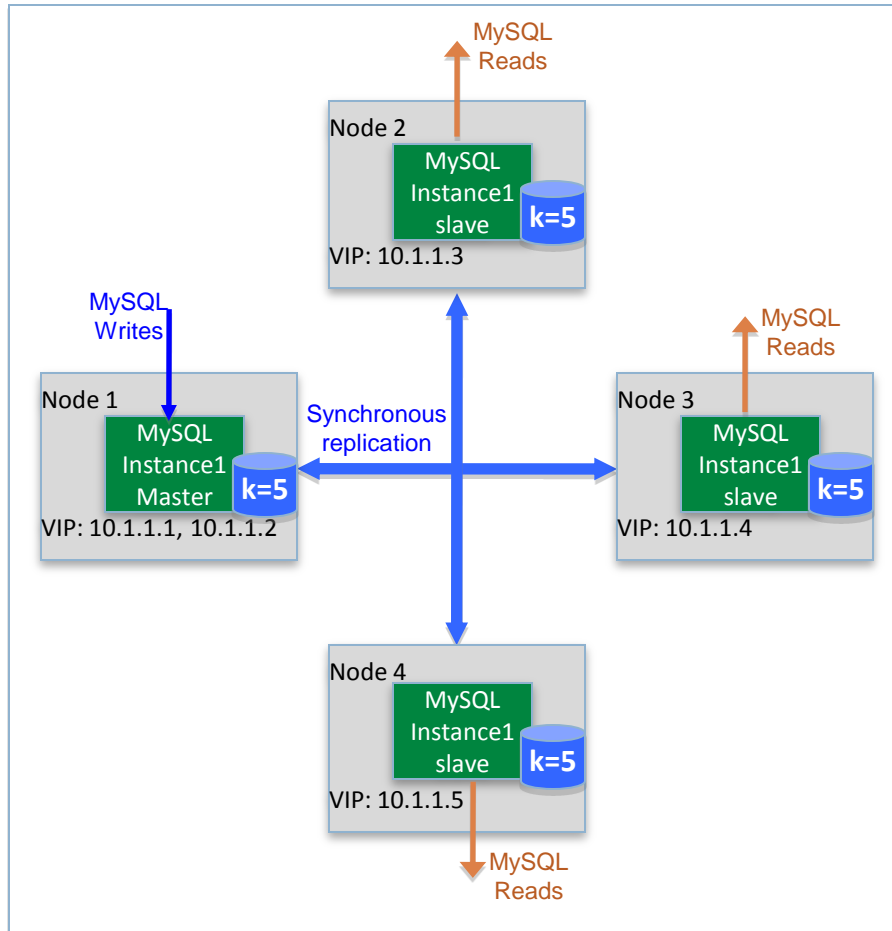 MySQL
Reads
Node 2
MySQL
Instance1
slave
k=5
VIP: 10.1.1.3
MySQL
Writes
MySQL
Reads
Node 1
MySQL
Instance1
Master
k=5
VIP: 10.1.1.1, 10.1.1.2
Synchronous
replication
Node 3
MySQL
Instance1
slave
k=5
VIP: 10.1.1.4
Node 4
MySQL
Instance1
slave
k=5
VIP: 10.1.1.5
MySQL
Reads